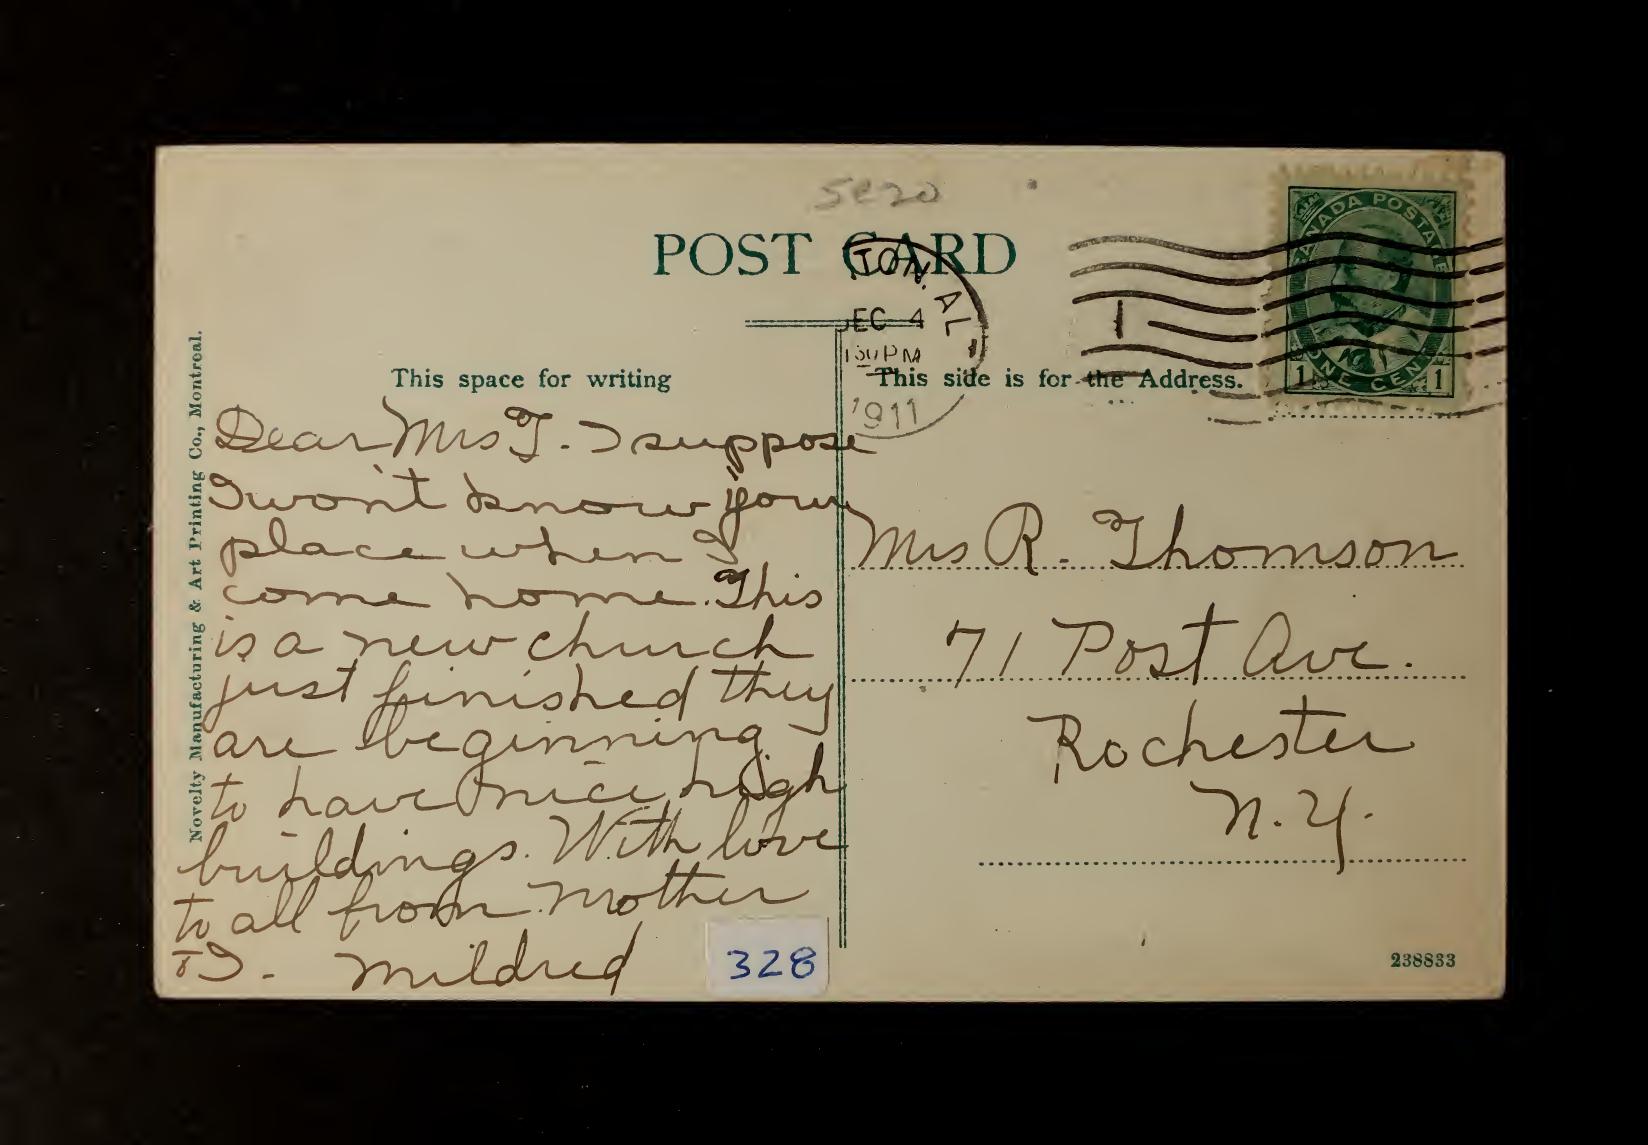 5e20
POST CARD
TON. AL
EC 4
PM
1911
1
CANADA POSTAGE
ONE CENT
1 1
This space for writing
This side is for the Address.
Novelty Manufacturing & Art Printing Co., Montreal.
Dear Mrs T. I suppose
I won't know your
place when I
come home. This
is a new church
just finished they
are beginning
to have nice high
buildings. With love
to all from Mother
& I. Mildred
Mrs R. Thomson
71 Post Ave.
Rochester
N.Y.
328
238833